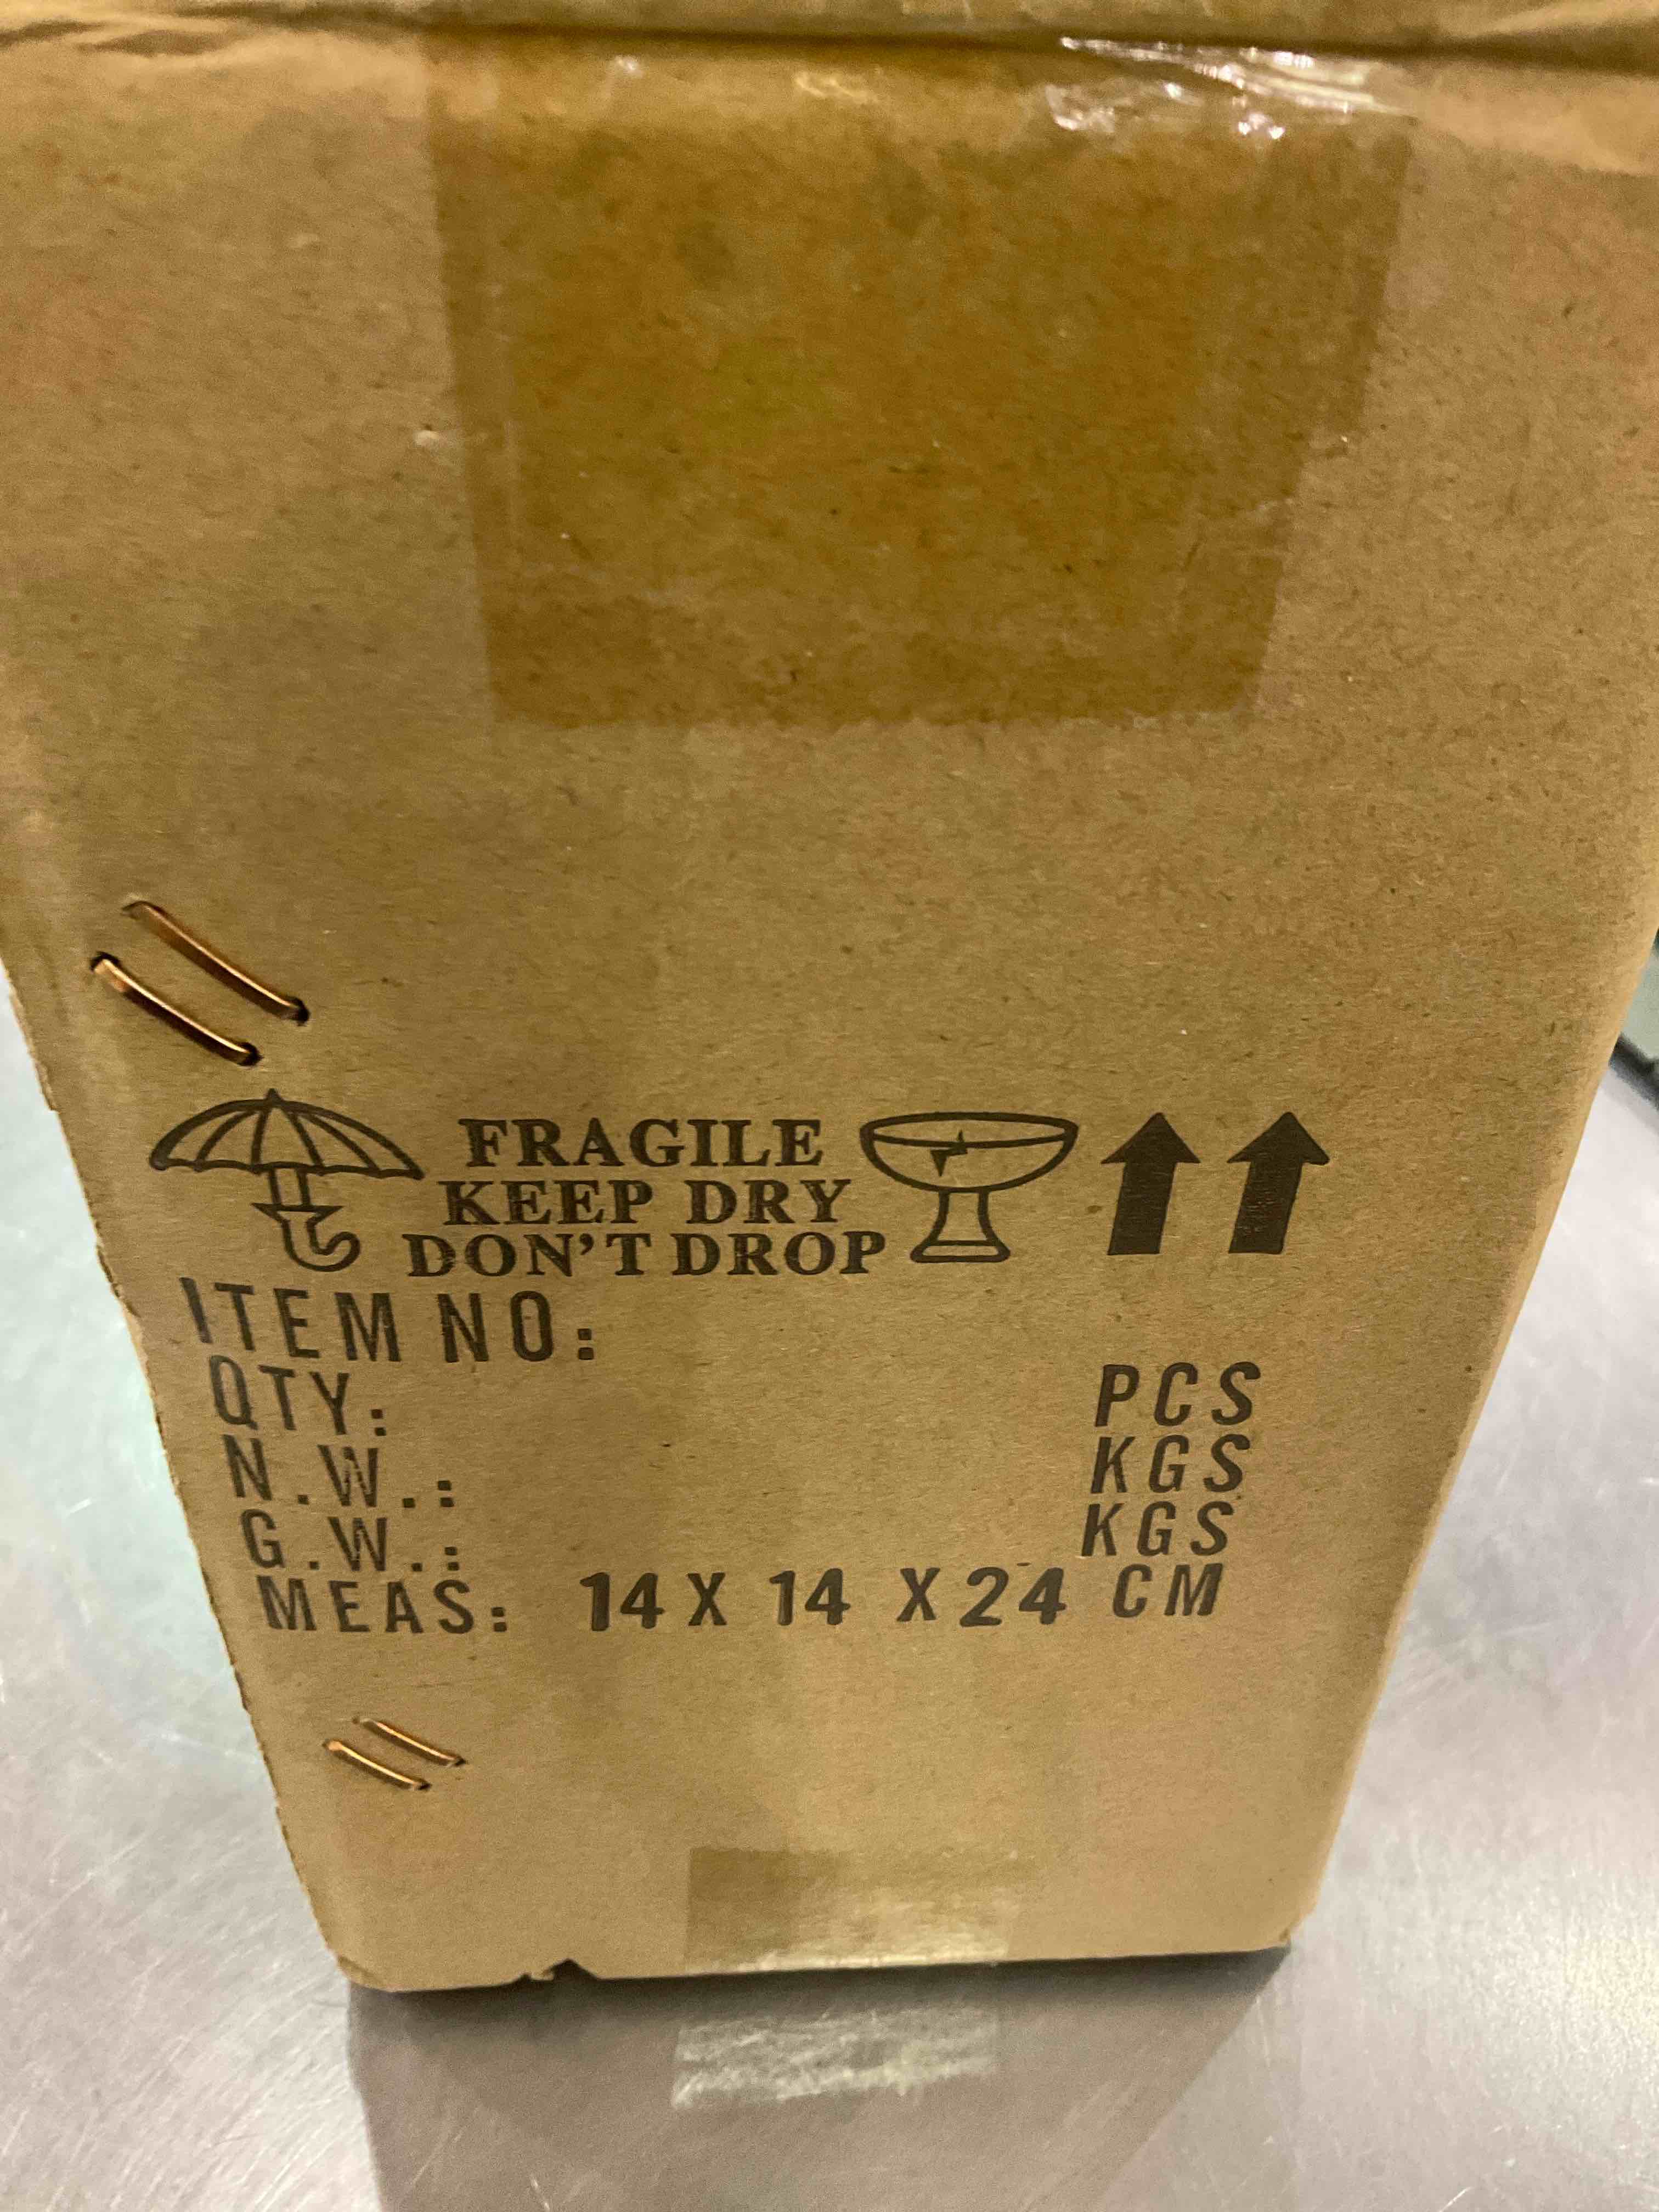 FRAGILE
KEEP DRY
DON'T DROP
ITEM NO:
QTY: PCS
N.W.: KGS
G.W.: KGS
MEAS: 14 X 14 X 24 CM